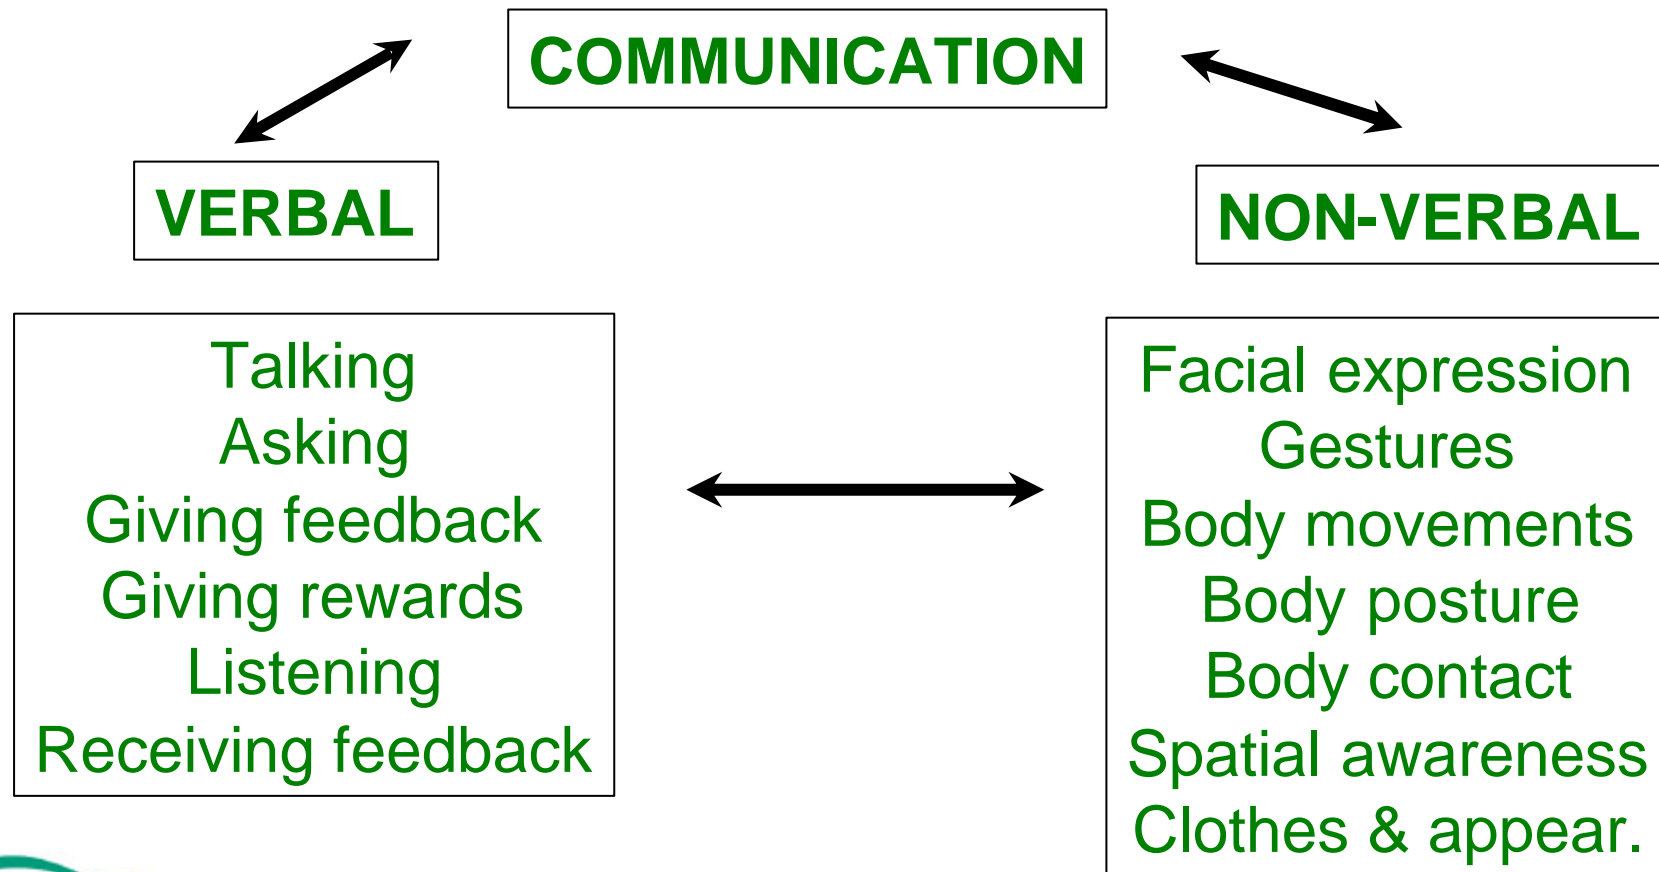 COMMUNICATION
VERBAL
NON-VERBAL
Talking
Asking
Giving feedback
Giving rewards
Listening
Receiving feedback
Facial expression
Gestures
Body movements
Body posture
Body contact
Spatial awareness
Clothes & appear.